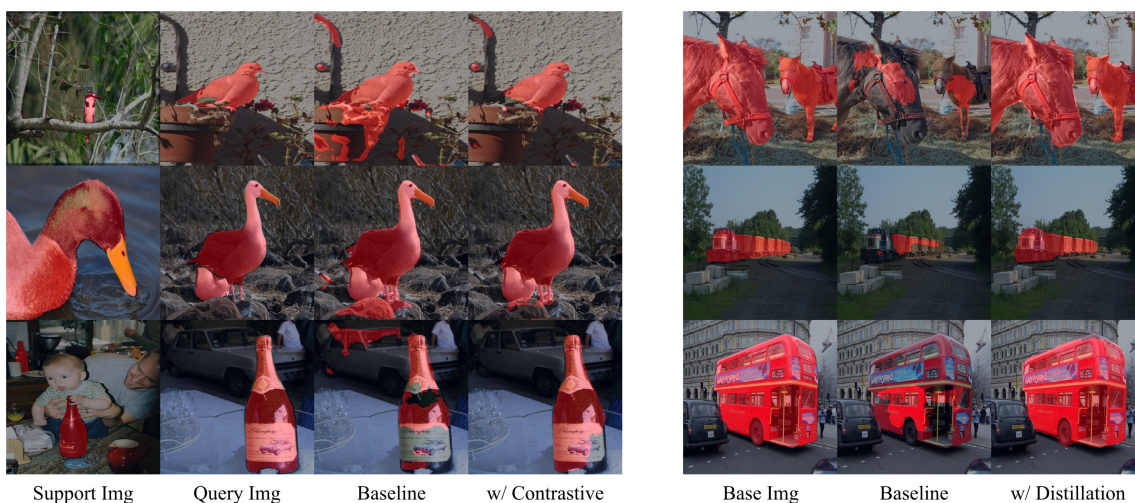 Support Img
Query Img
Baseline
w/ Contrastive
Base Img
Baseline
w/ Distillation